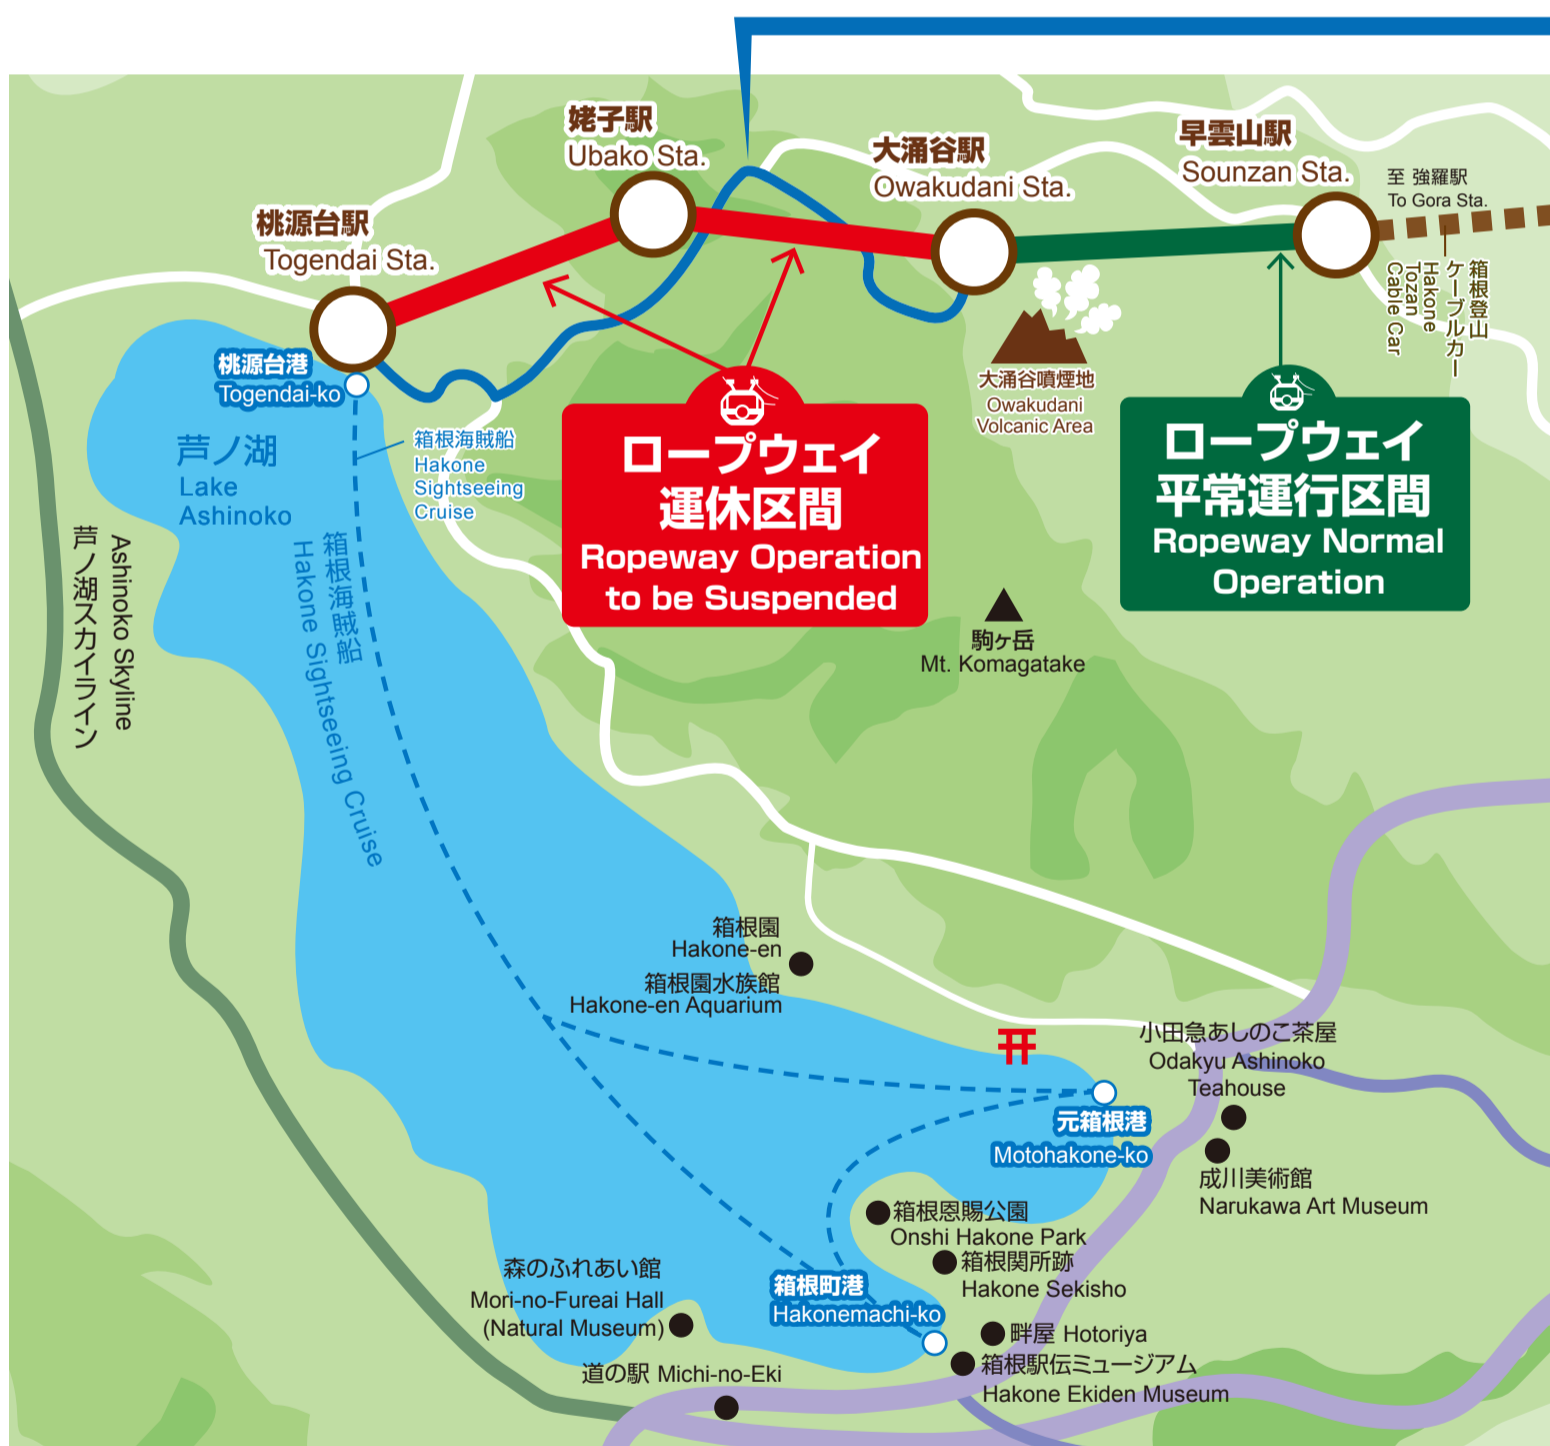 姥子駅
Ubako Sta.
大涌谷駅
Owakudani Sta.
早雲山駅
Sounzan Sta.
至 強羅駅
To Gora Sta.
桃源台駅
Togendai Sta.
箱根登山
ケーブルカー
Hakone
Tozan
Cable Car
桃源台港
Togendai-ko
大涌谷噴煙地
Owakudani
Volcanic Area
芦ノ湖
Lake
Ashinoko
箱根海賊船
Hakone
Sightseeing
Cruise
ロープウェイ
運休区間
Ropeway Operation
to be Suspended
ロープウェイ
平常運行区間
Ropeway Normal
Operation
芦ノ湖スカイライン
Ashinoko Skyline
箱根海賊船
Hakone Sightseeing Cruise
駒ヶ岳
Mt. Komagatake
箱根園
Hakone-en
箱根園水族館
Hakone-en Aquarium
小田急あしのこ茶屋
Odakyu Ashinoko
Teahouse
元箱根港
Motohakone-ko
成川美術館
Narukawa Art Museum
箱根恩賜公園
Onshi Hakone Park
箱根関所跡
Hakone Sekisho
森のふれあい館
Mori-no-Fureai Hall
(Natural Museum)
箱根町港
Hakonemachi-ko
畔屋 Hotoriya
箱根駅伝ミュージアム
Hakone Ekiden Museum
道の駅 Michi-no-Eki